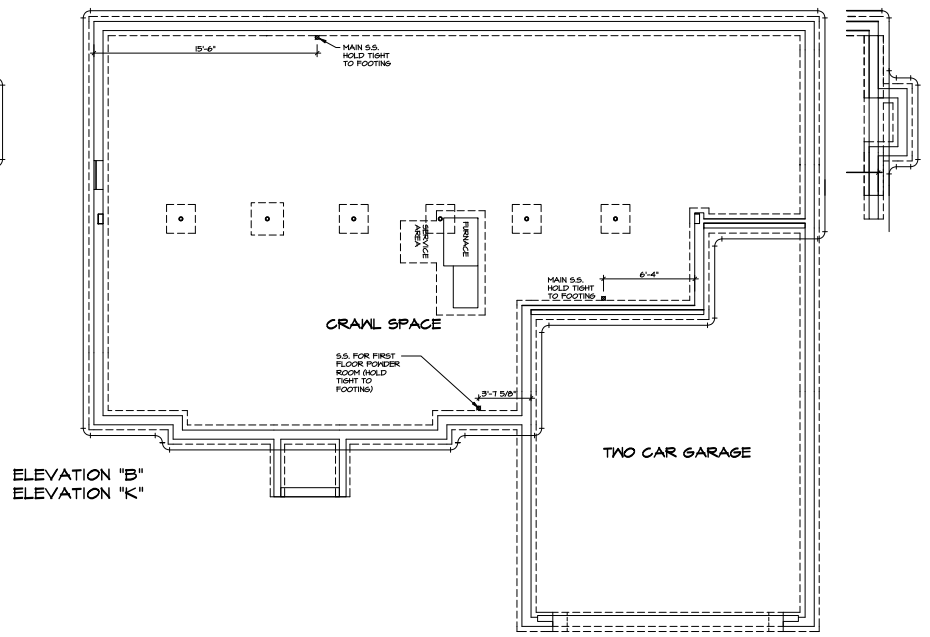 15'-6"
MAIN S.S.
HOLD TIGHT
TO FOOTING
SERVICE
AREA
FURNACE
6'-4"
MAIN S.S.
HOLD TIGHT
TO FOOTING
CRAWL SPACE
S.S. FOR FIRST
FLOOR POWDER
ROOM (HOLD
TIGHT TO
FOOTING)
3'-7 5/8"
TWO CAR GARAGE
ELEVATION "B"
ELEVATION "K"